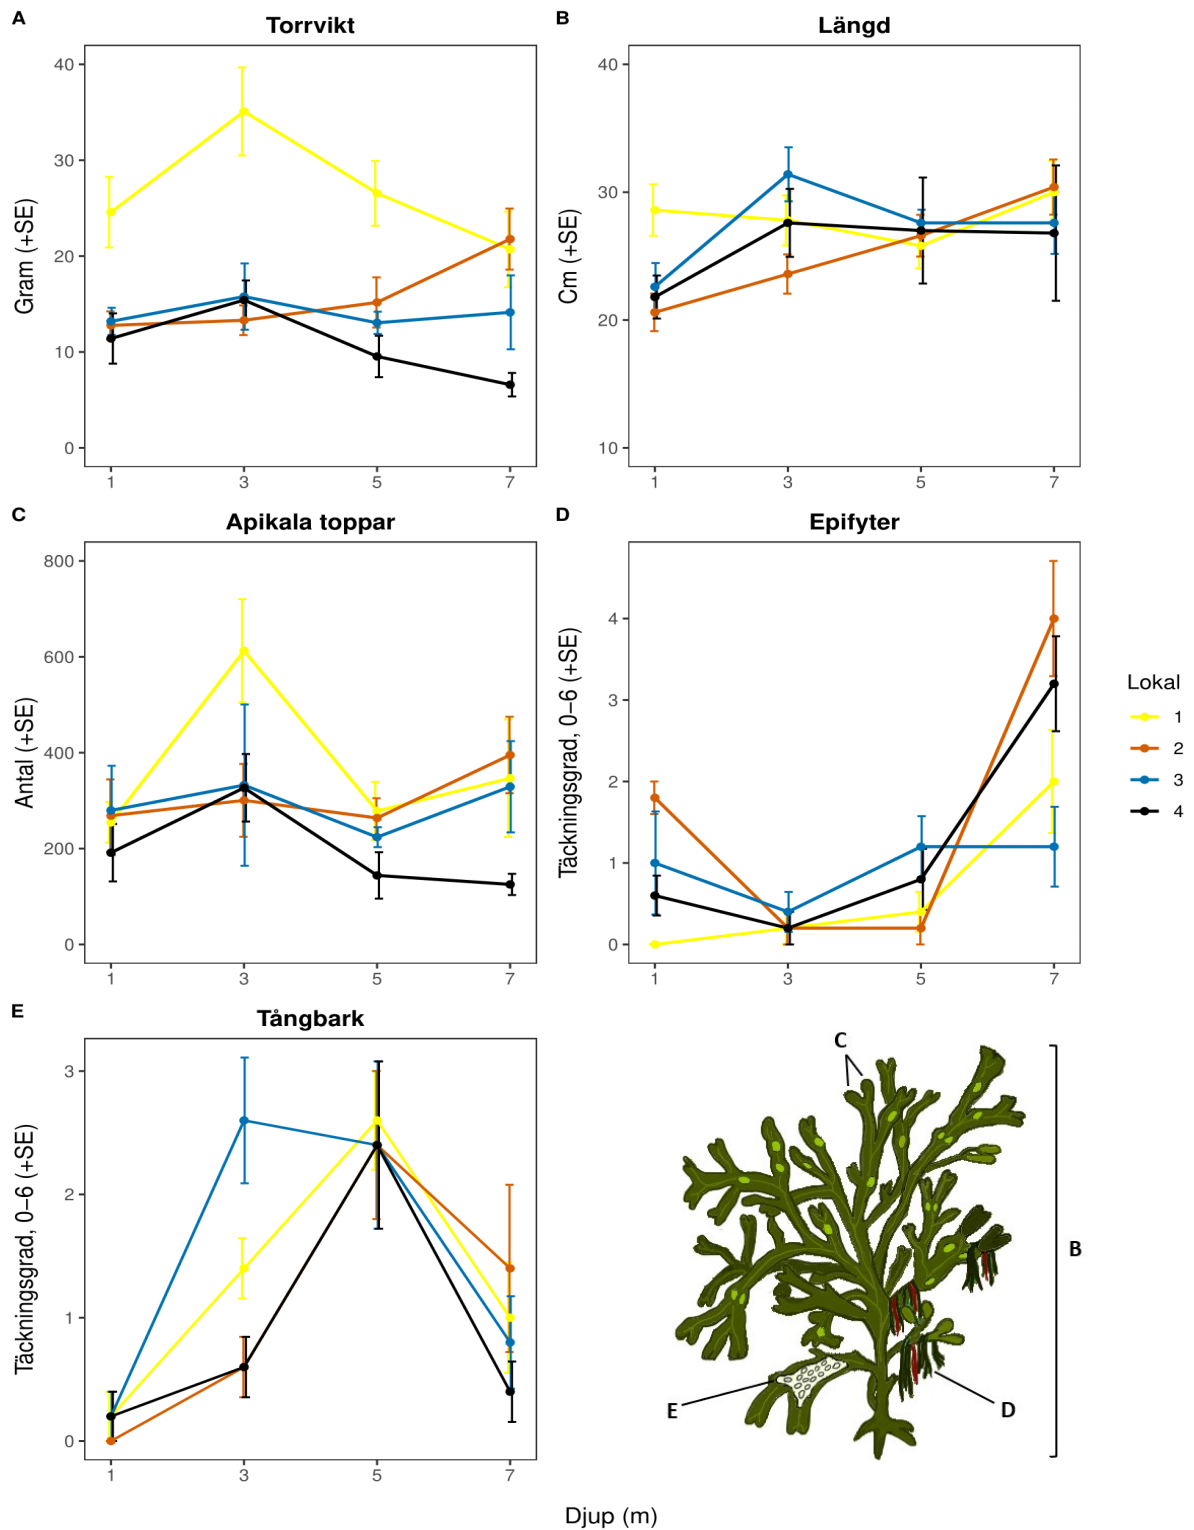 A
Torrvikt
Gram (+SE)
40
30
20
10
0
1 3 5 7
B
Längd
Cm (+SE)
40
30
20
10
1 3 5 7
C
Apikala toppar
Antal (+SE)
800
600
400
200
0
1 3 5 7
D
Epifyter
Täckningsgrad, 0–6 (+SE)
4
3
2
1
0
1 3 5 7
Lokal
1
2
3
4
E
Tångbark
Täckningsgrad, 0–6 (+SE)
3
2
1
0
1 3 5 7
C
B
E
D
Djup (m)